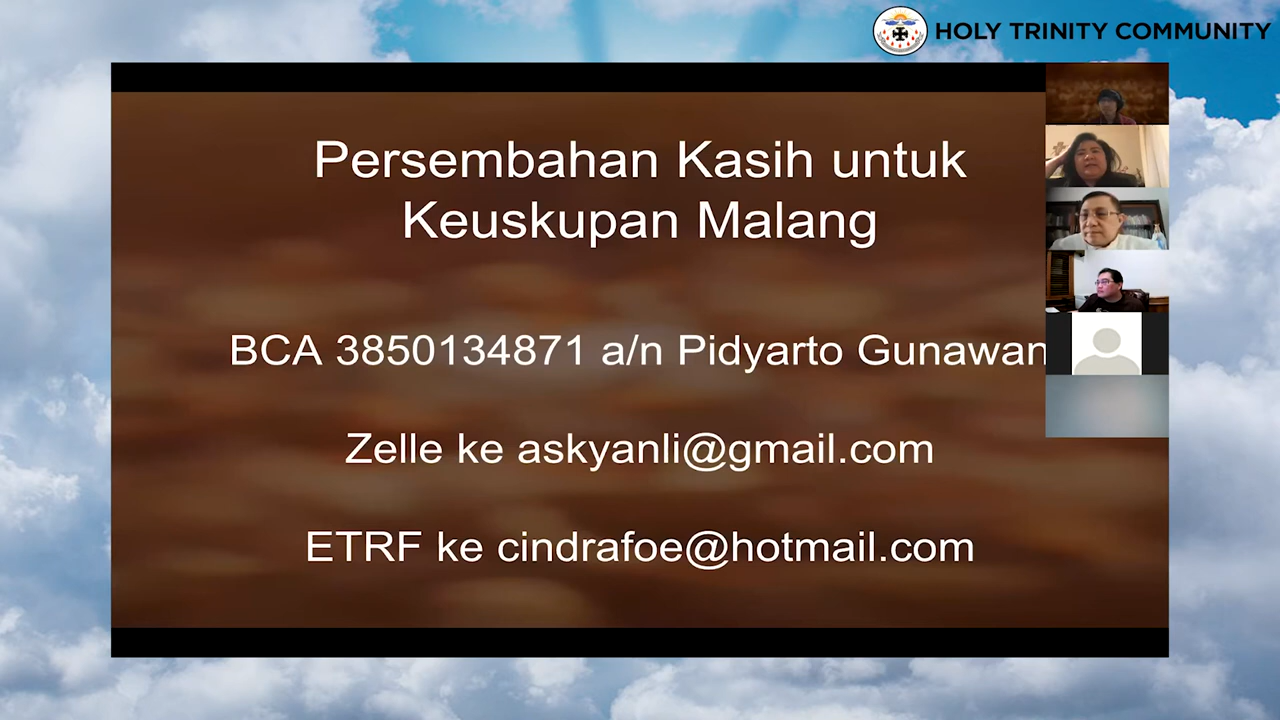 HOLY TRINITY COMMUNITY
Persembahan Kasih untuk
Keuskupan Malang
BCA 3850134871 a/n Pidyarto Gunawan
Zelle ke askyanli@gmail.com
ETRF ke cindrafoe@hotmail.com